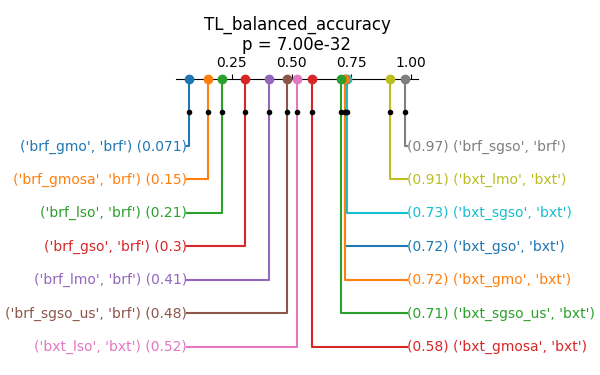 TL_balanced_accuracy
p = 7.00e-32
0.25 0.50 0.75 1.00
('brf_gmo', 'brf') (0.071) (0.97) ('brf_sgso', 'brf')
('brf_gmosa', 'brf') (0.15) (0.91) ('bxt_lmo', 'bxt')
('brf_lso', 'brf') (0.21) (0.73) ('bxt_sgso', 'bxt')
('brf_gso', 'brf') (0.3) (0.72) ('bxt_gso', 'bxt')
('brf_lmo', 'brf') (0.41) (0.72) ('bxt_gmo', 'bxt')
('brf_sgso_us', 'brf') (0.48) (0.71) ('bxt_sgso_us', 'bxt')
('bxt_lso', 'bxt') (0.52) (0.58) ('bxt_gmosa', 'bxt')